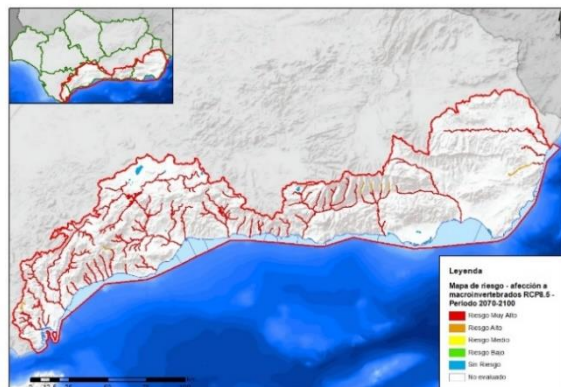 Leyenda
Mapa de riesgo - afección a
macroinvertebrados RCP8.5 -
Periodo 2070-2100
Riesgo Muy Alto
Riesgo Alto
Riesgo Medio
Riesgo Bajo
Sin Riesgo
No evaluado